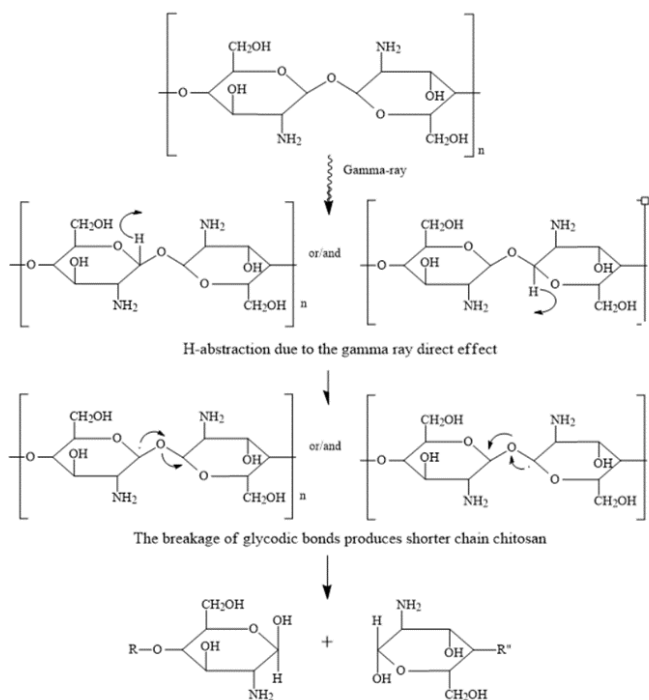 CH₂OH NH₂
O O OH
O OH O
NH₂ CH₂OH n
Gamma-ray
CH₂OH H NH₂ CH₂OH NH₂
O O O O
O OH OH or/and O OH OH
NH₂ O CH₂OH n NH₂ H O CH₂OH
H-abstraction due to the gamma ray direct effect
CH₂OH NH₂ CH₂OH NH₂
O O O O
O OH OH or/and O OH OH
NH₂ O CH₂OH n NH₂ O CH₂OH
The breakage of glycodic bonds produces shorter chain chitosan
CH₂OH OH H NH₂
R O OH O + OH R"
NH₂ H OH O CH₂OH